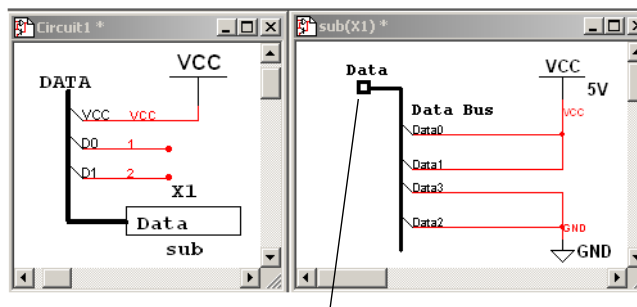 Circuit1 *
VCC
DATA
VCC VCC
D0 1
D1 2
X1
Data
sub
sub(X1) *
Data
VCC
5V
Data Bus
VCC
Data0
Data1
Data3
Data2
GND
GND